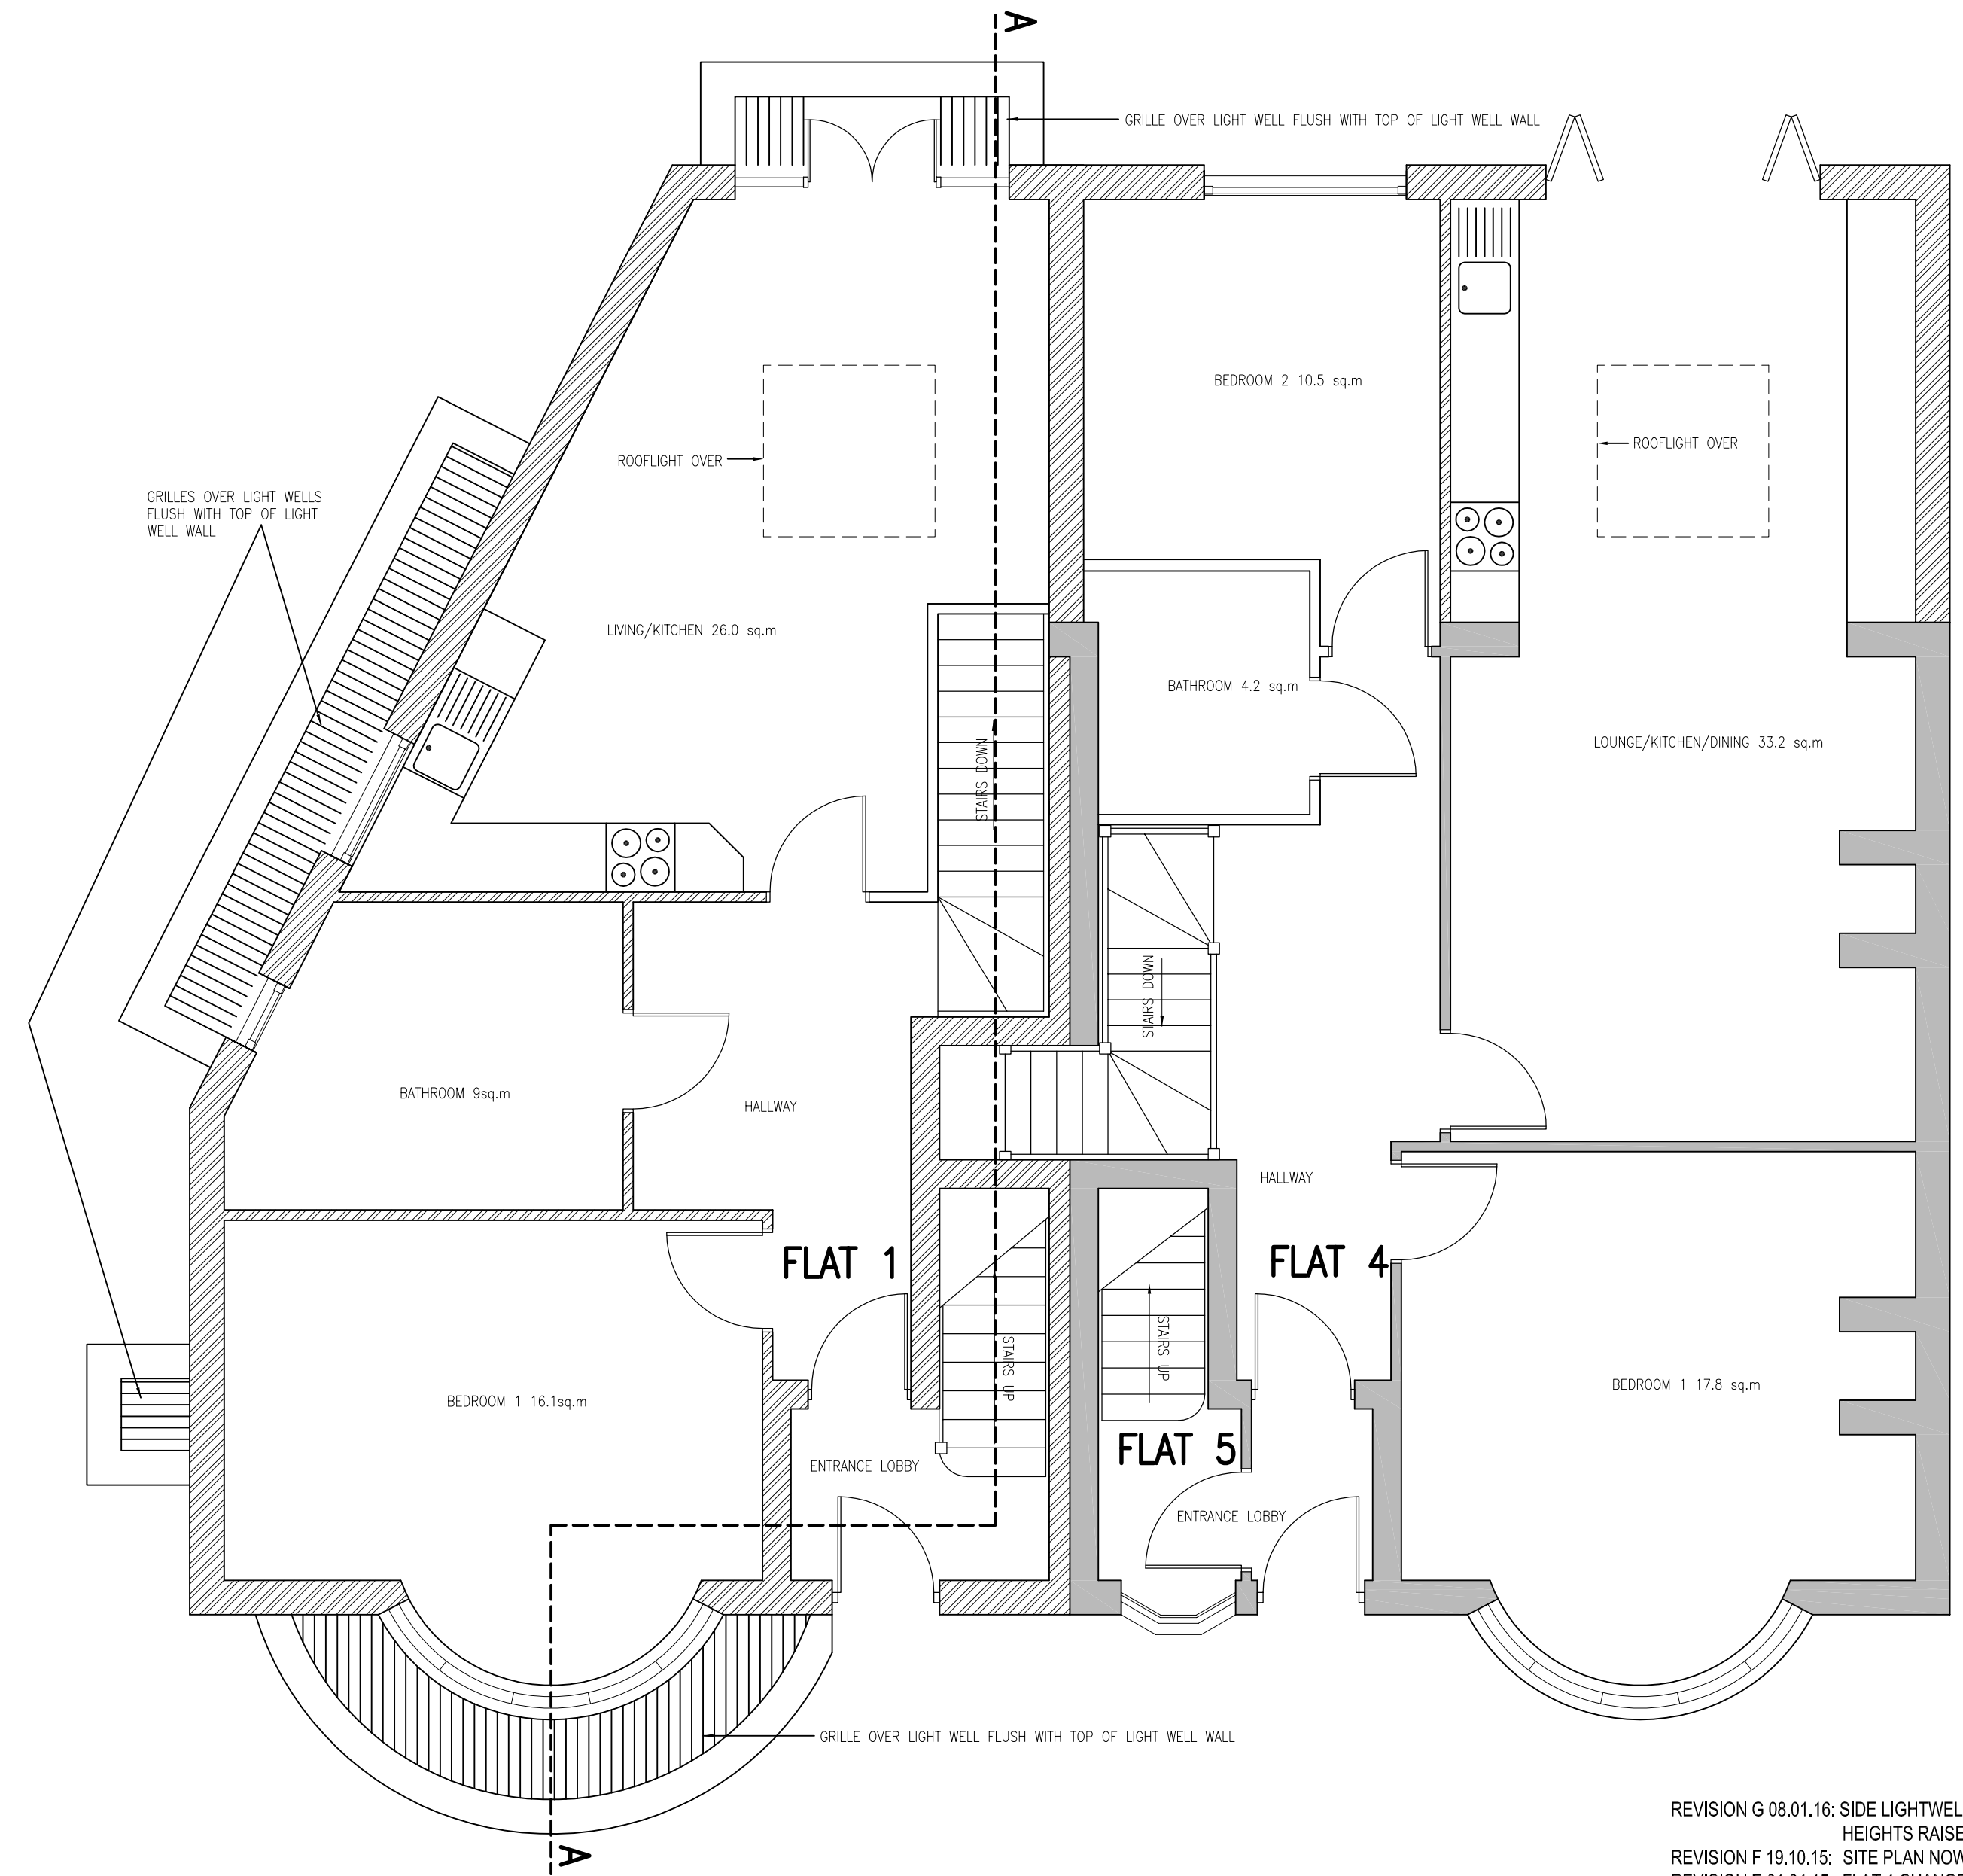 A
GRILLE OVER LIGHT WELL FLUSH WITH TOP OF LIGHT WELL WALL
BEDROOM 2 10.5 sq.m
ROOFLIGHT OVER
ROOFLIGHT OVER
GRILLES OVER LIGHT WELLS
FLUSH WITH TOP OF LIGHT
WELL WALL
LIVING/KITCHEN 26.0 sq.m
BATHROOM 4.2 sq.m
LOUNGE/KITCHEN/DINING 33.2 sq.m
STAIRS DOWN
STAIRS DOWN
BATHROOM 9sq.m
HALLWAY
HALLWAY
FLAT 1
FLAT 4
STAIRS UP
STAIRS UP
BEDROOM 1 16.1sq.m
BEDROOM 1 17.8 sq.m
FLAT 5
ENTRANCE LOBBY
ENTRANCE LOBBY
GRILLE OVER LIGHT WELL FLUSH WITH TOP OF LIGHT WELL WALL
A
REVISION G 08.01.16: SIDE LIGHTWEL
HEIGHTS RAISE
REVISION F 19.10.15: SITE PLAN NOW